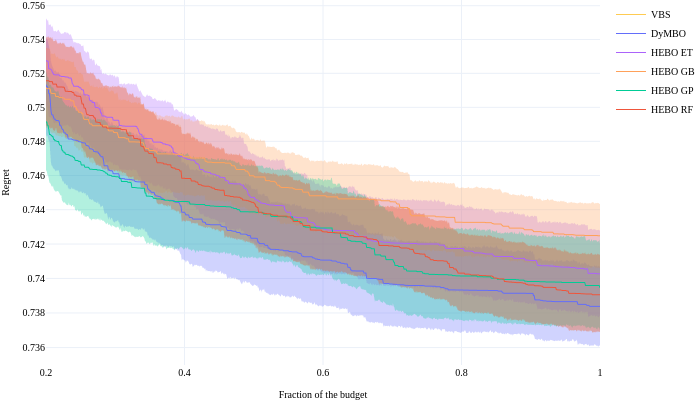 0.756
0.754
0.752
0.75
0.748
0.746
0.744
0.742
0.74
0.738
0.736
Regret
0.2
0.4
0.6
0.8
1
Fraction of the budget
VBS
DyMBO
HEBO ET
HEBO GB
HEBO GP
HEBO RF